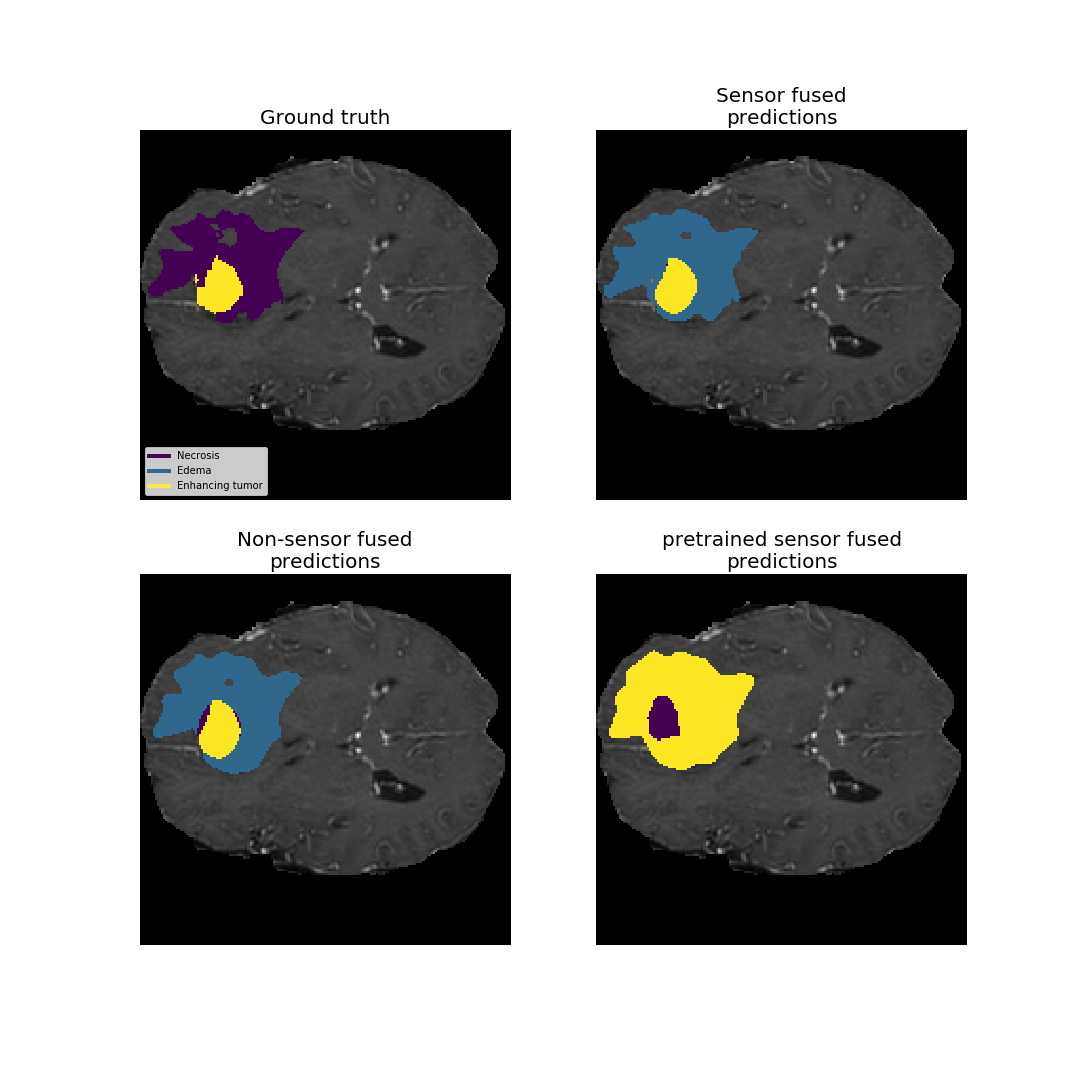 Ground truth
Sensor fused
predictions
Necrosis
Edema
Enhancing tumor
Non-sensor fused
predictions
pretrained sensor fused
predictions